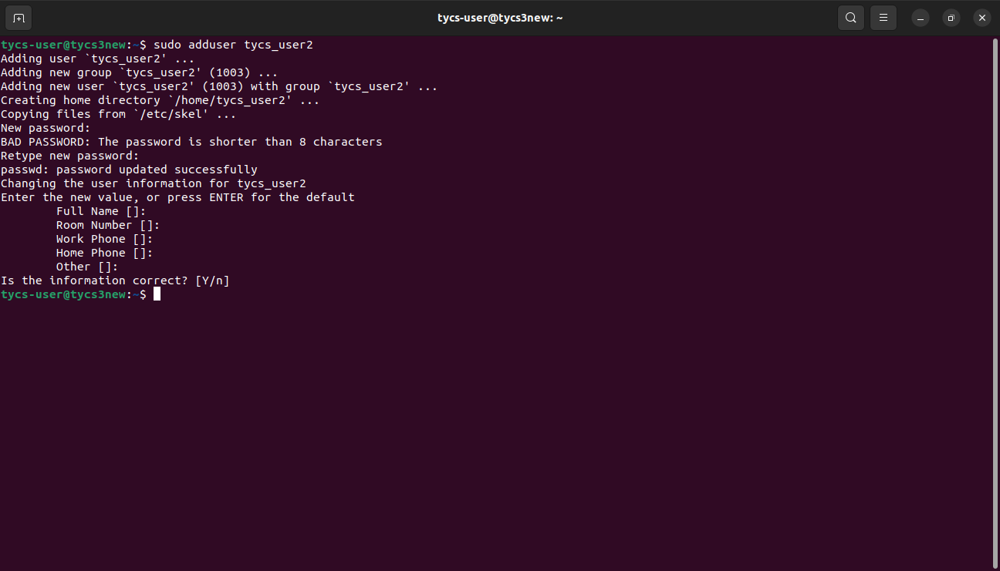 tycs-user@tycs3new: ~
tycs-user@tycs3new:~$ sudo adduser tycs_user2
Adding user `tycs_user2' ...
Adding new group `tycs_user2' (1003) ...
Adding new user `tycs_user2' (1003) with group `tycs_user2' ...
Creating home directory `/home/tycs_user2' ...
Copying files from `/etc/skel' ...
New password:
BAD PASSWORD: The password is shorter than 8 characters
Retype new password:
passwd: password updated successfully
Changing the user information for tycs_user2
Enter the new value, or press ENTER for the default
Full Name []:
Room Number []:
Work Phone []:
Home Phone []:
Other []:
Is the information correct? [Y/n]
tycs-user@tycs3new:~$